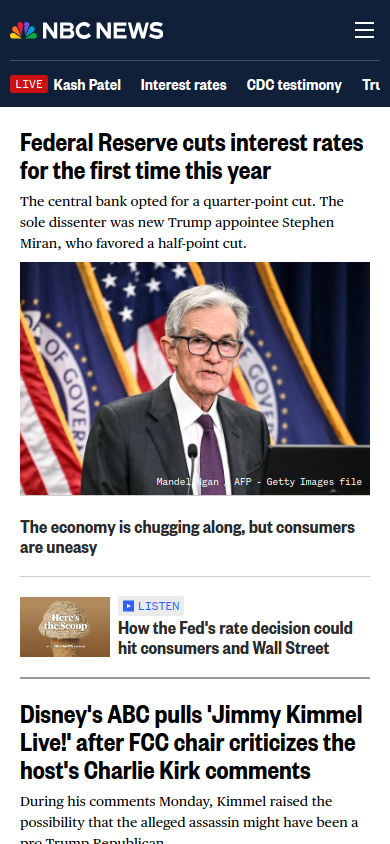 NBC NEWS
LIVE Kash Patel Interest rates CDC testimony Tru
Federal Reserve cuts interest rates
for the first time this year
The central bank opted for a quarter-point cut. The
sole dissenter was new Trump appointee Stephen
Miran, who favored a half-point cut.
Mandel Ngan / AFP - Getty Images file
The economy is chugging along, but consumers
are uneasy
Here's
the Scoop
LISTEN
How the Fed's rate decision could
hit consumers and Wall Street
Disney's ABC pulls 'Jimmy Kimmel
Live!' after FCC chair criticizes the
host's Charlie Kirk comments
During his comments Monday, Kimmel raised the
possibility that the alleged assassin might have been a
pro Trump Republican